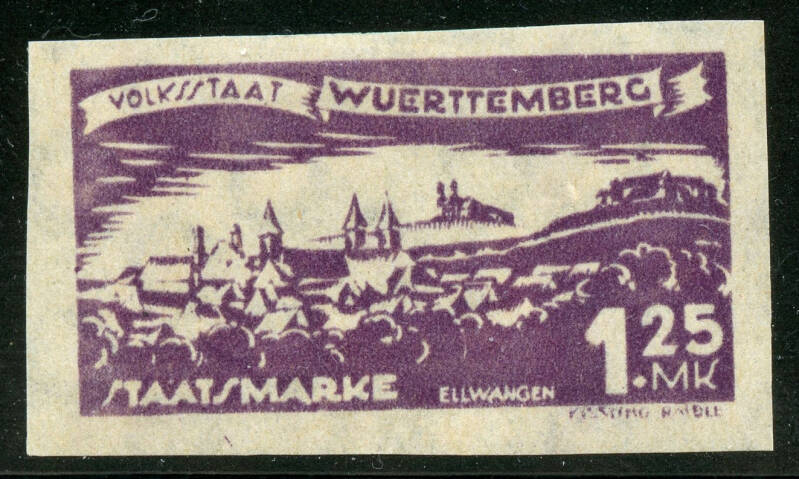 VOLKSSTAAT WUERTTEMBERG
1.25 MK
STAATSMARKE ELLWANGEN